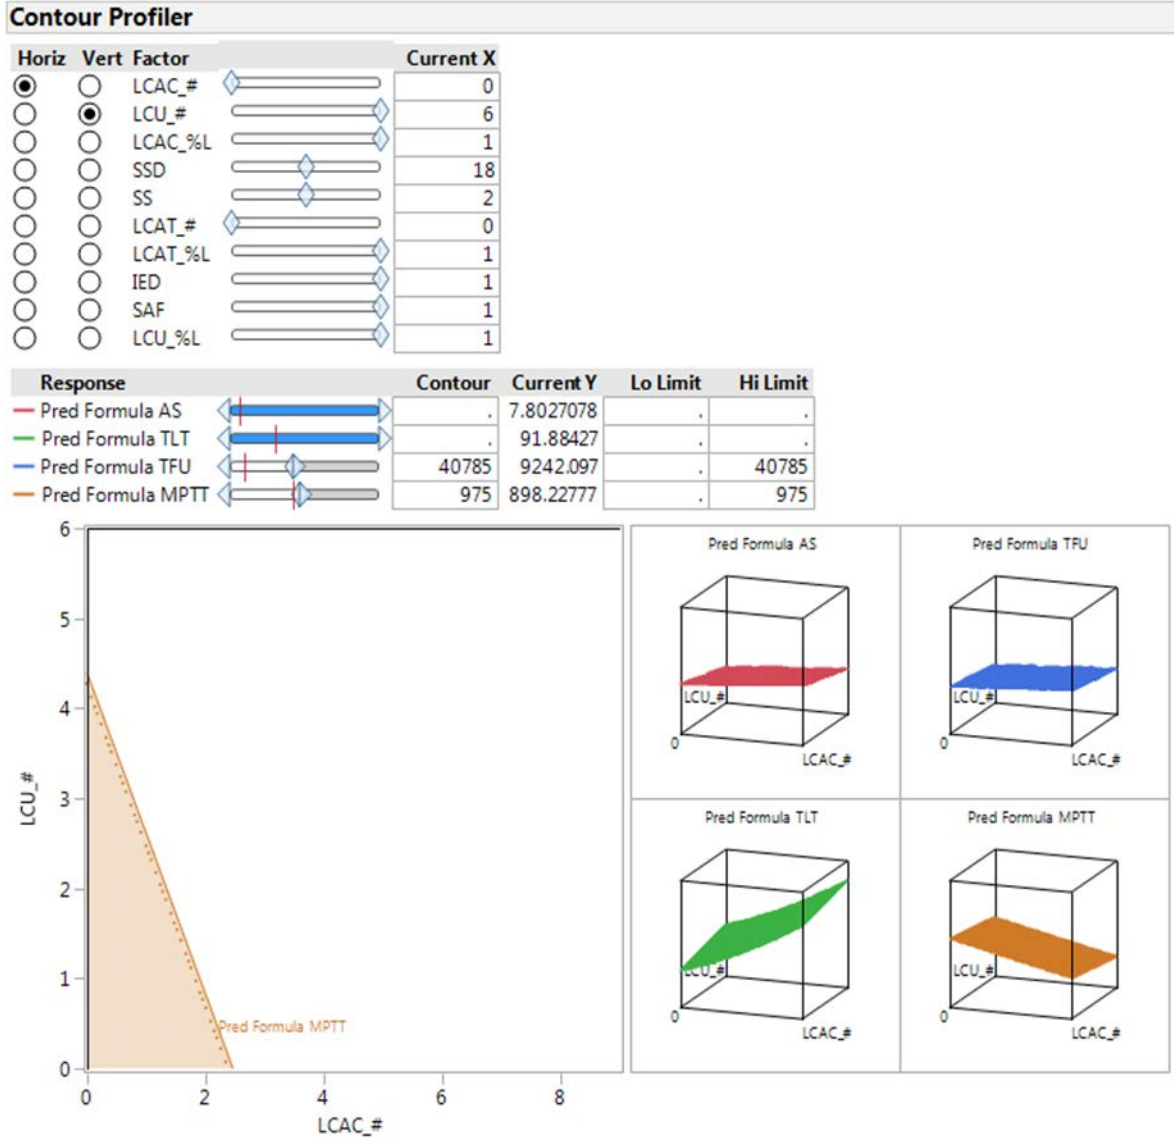 Contour Profiler
Horiz Vert Factor Current X
LCAC_# 0
LCU_# 6
LCAC_%L 1
SSD 18
SS 2
LCAT_# 0
LCAT_%L 1
IED 1
SAF 1
LCU_%L 1
Response Contour Current Y Lo Limit Hi Limit
Pred Formula AS . 7.8027078 . .
Pred Formula TLT . 91.88427 . .
Pred Formula TFU 40785 9242.097 . 40785
Pred Formula MPTT 975 898.22777 . 975
6
5
4
3
2
1
0
LCU_#
Pred Formula MPTT
0 2 4 6 8
LCAC_#
Pred Formula AS
LCU_#
0
LCAC_#
Pred Formula TFU
LCU_#
0
LCAC_#
Pred Formula TLT
LCU_#
0
LCAC_#
Pred Formula MPTT
LCU_#
0
LCAC_#